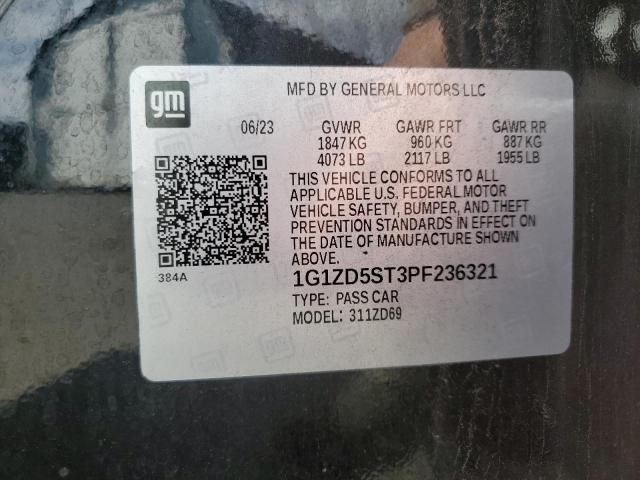 gm
MFD BY GENERAL MOTORS LLC
06/23 GVWR GAWR FRT GAWR RR
1847 KG 960 KG 887 KG
4073 LB 2117 LB 1955 LB
THIS VEHICLE CONFORMS TO ALL
APPLICABLE U.S. FEDERAL MOTOR
VEHICLE SAFETY, BUMPER, AND THEFT
PREVENTION STANDARDS IN EFFECT ON
THE DATE OF MANUFACTURE SHOWN
ABOVE.
384A
1G1ZD5ST3PF236321
TYPE: PASS CAR
MODEL: 311ZD69